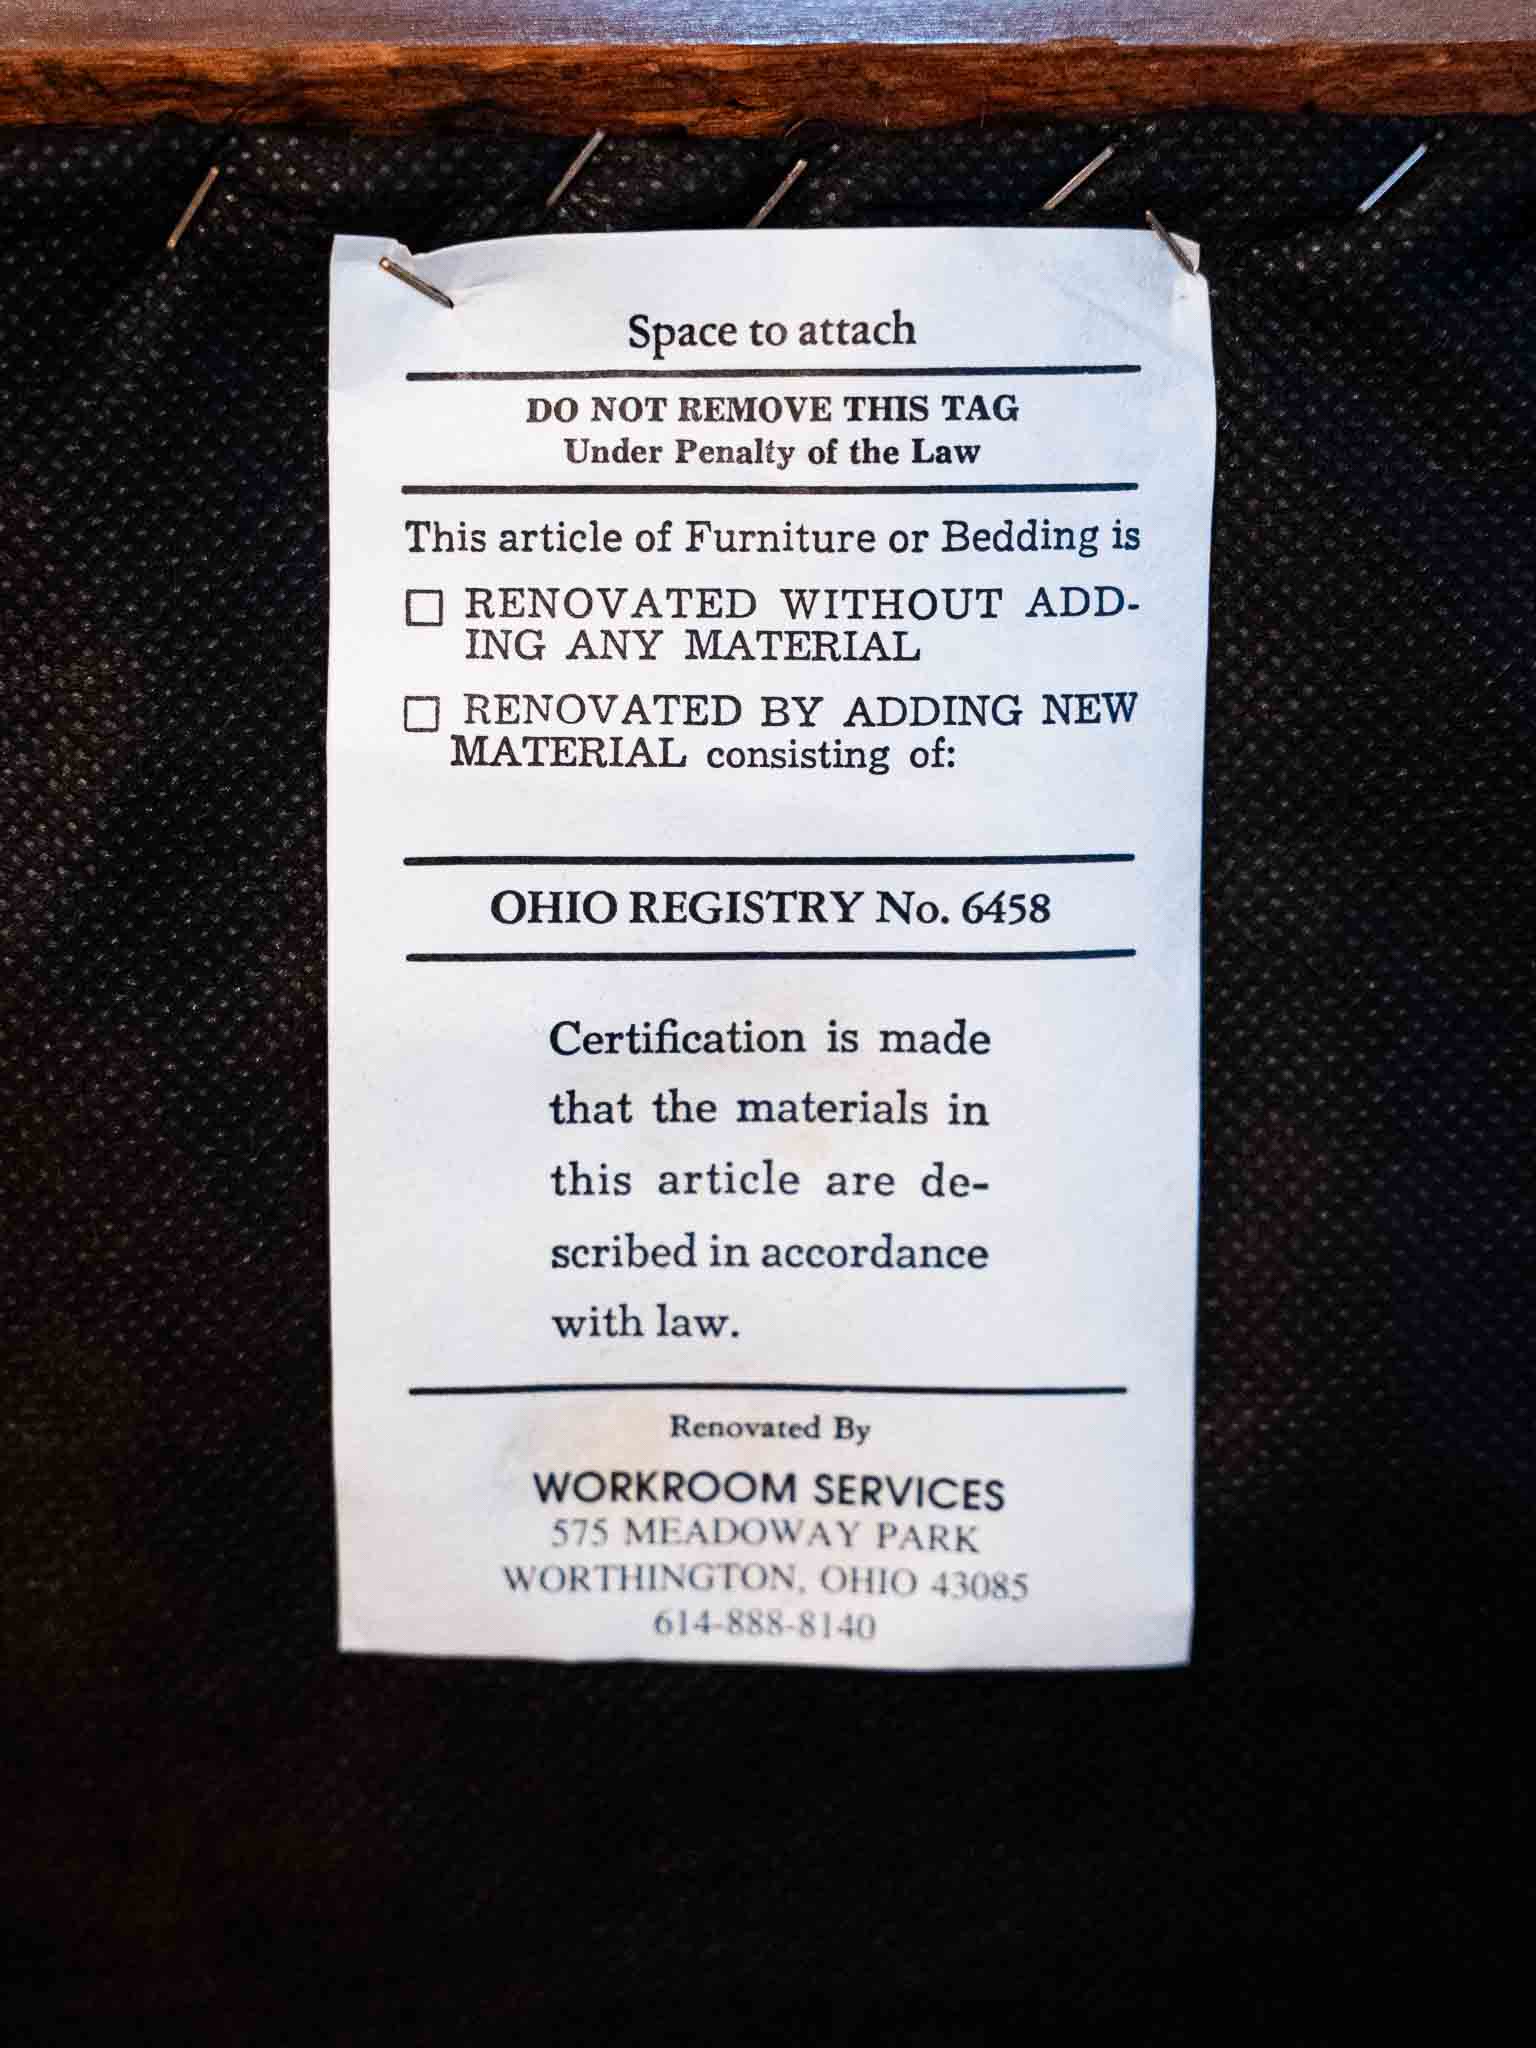 Space to attach
DO NOT REMOVE THIS TAG
Under Penalty of the Law
This article of Furniture or Bedding is
☐ RENOVATED WITHOUT ADD-
ING ANY MATERIAL
☐ RENOVATED BY ADDING NEW
MATERIAL consisting of:
OHIO REGISTRY No. 6458
Certification is made
that the materials in
this article are de-
scribed in accordance
with law.
Renovated By
WORKROOM SERVICES
575 MEADOWAY PARK
WORTHINGTON, OHIO 43085
614-888-8140